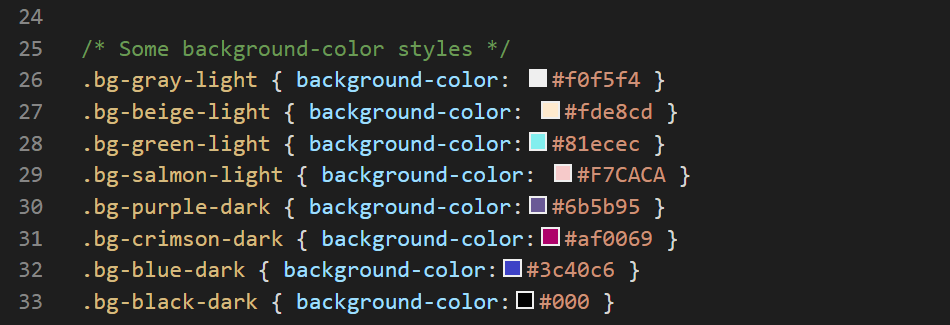 24
25 /* Some background-color styles */
26 .bg-gray-light { background-color: #f0f5f4 }
27 .bg-beige-light { background-color: #fde8cd }
28 .bg-green-light { background-color:#81ecec }
29 .bg-salmon-light { background-color: #F7CACA }
30 .bg-purple-dark { background-color:#6b5b95 }
31 .bg-crimson-dark { background-color:#af0069 }
32 .bg-blue-dark { background-color:#3c40c6 }
33 .bg-black-dark { background-color:#000 }